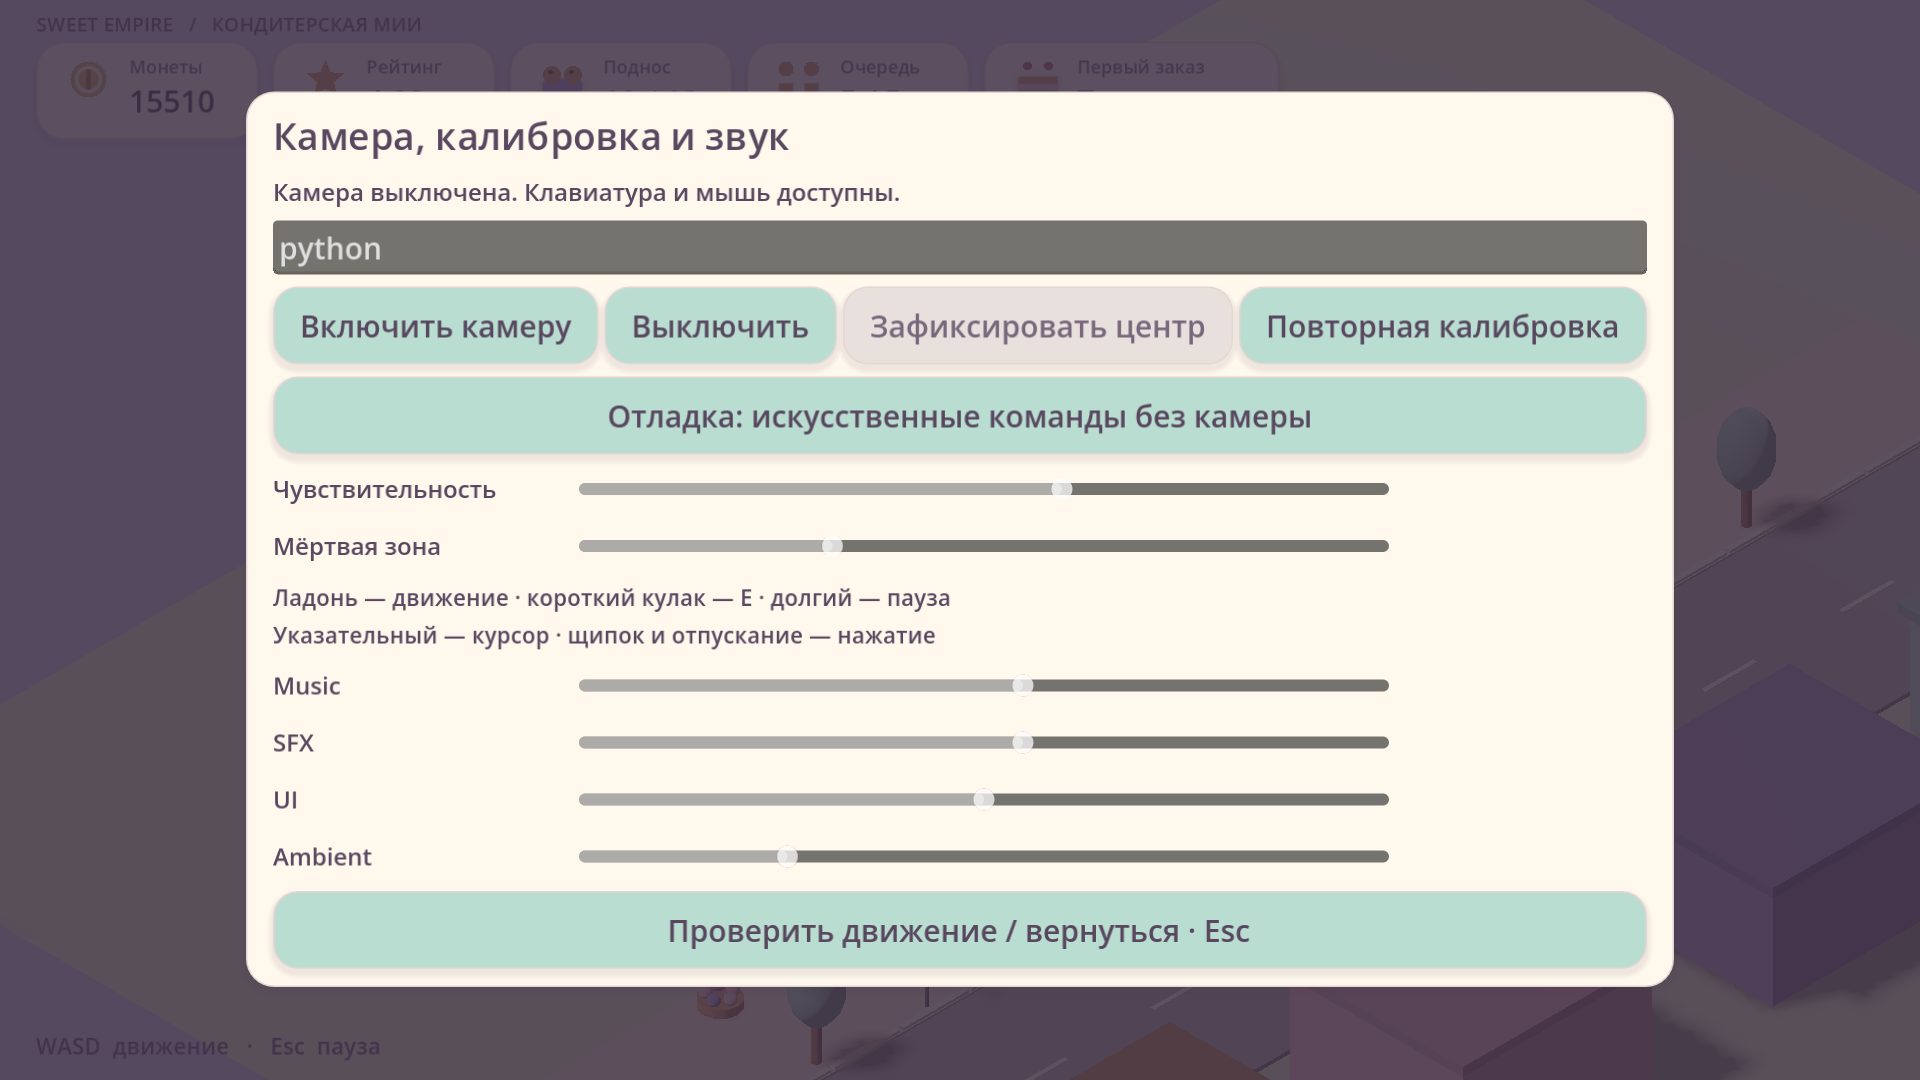 SWEET EMPIRE / КОНДИТЕРСКАЯ МИИ
Монеты
15510
Рейтинг
Поднос
Очередь
Первый заказ
Камера, калибровка и звук
Камера выключена. Клавиатура и мышь доступны.
python
Включить камеру
Выключить
Зафиксировать центр
Повторная калибровка
Отладка: искусственные команды без камеры
Чувствительность
Мёртвая зона
Ладонь — движение · короткий кулак — E · долгий — пауза
Указательный — курсор · щипок и отпускание — нажатие
Music
SFX
UI
Ambient
Проверить движение / вернуться · Esc
WASD движение · Esc пауза